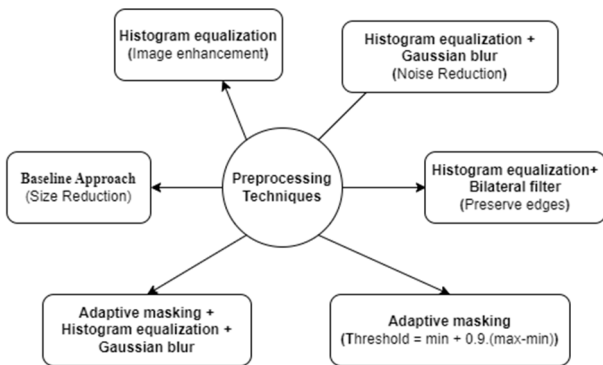 Histogram equalization
(Image enhancement)
Histogram equalization +
Gaussian blur
(Noise Reduction)
Baseline Approach
(Size Reduction)
Preprocessing
Techniques
Histogram equalization+
Bilateral filter
(Preserve edges)
Adaptive masking +
Histogram equalization +
Gaussian blur
Adaptive masking
(Threshold = min + 0.9.(max-min))